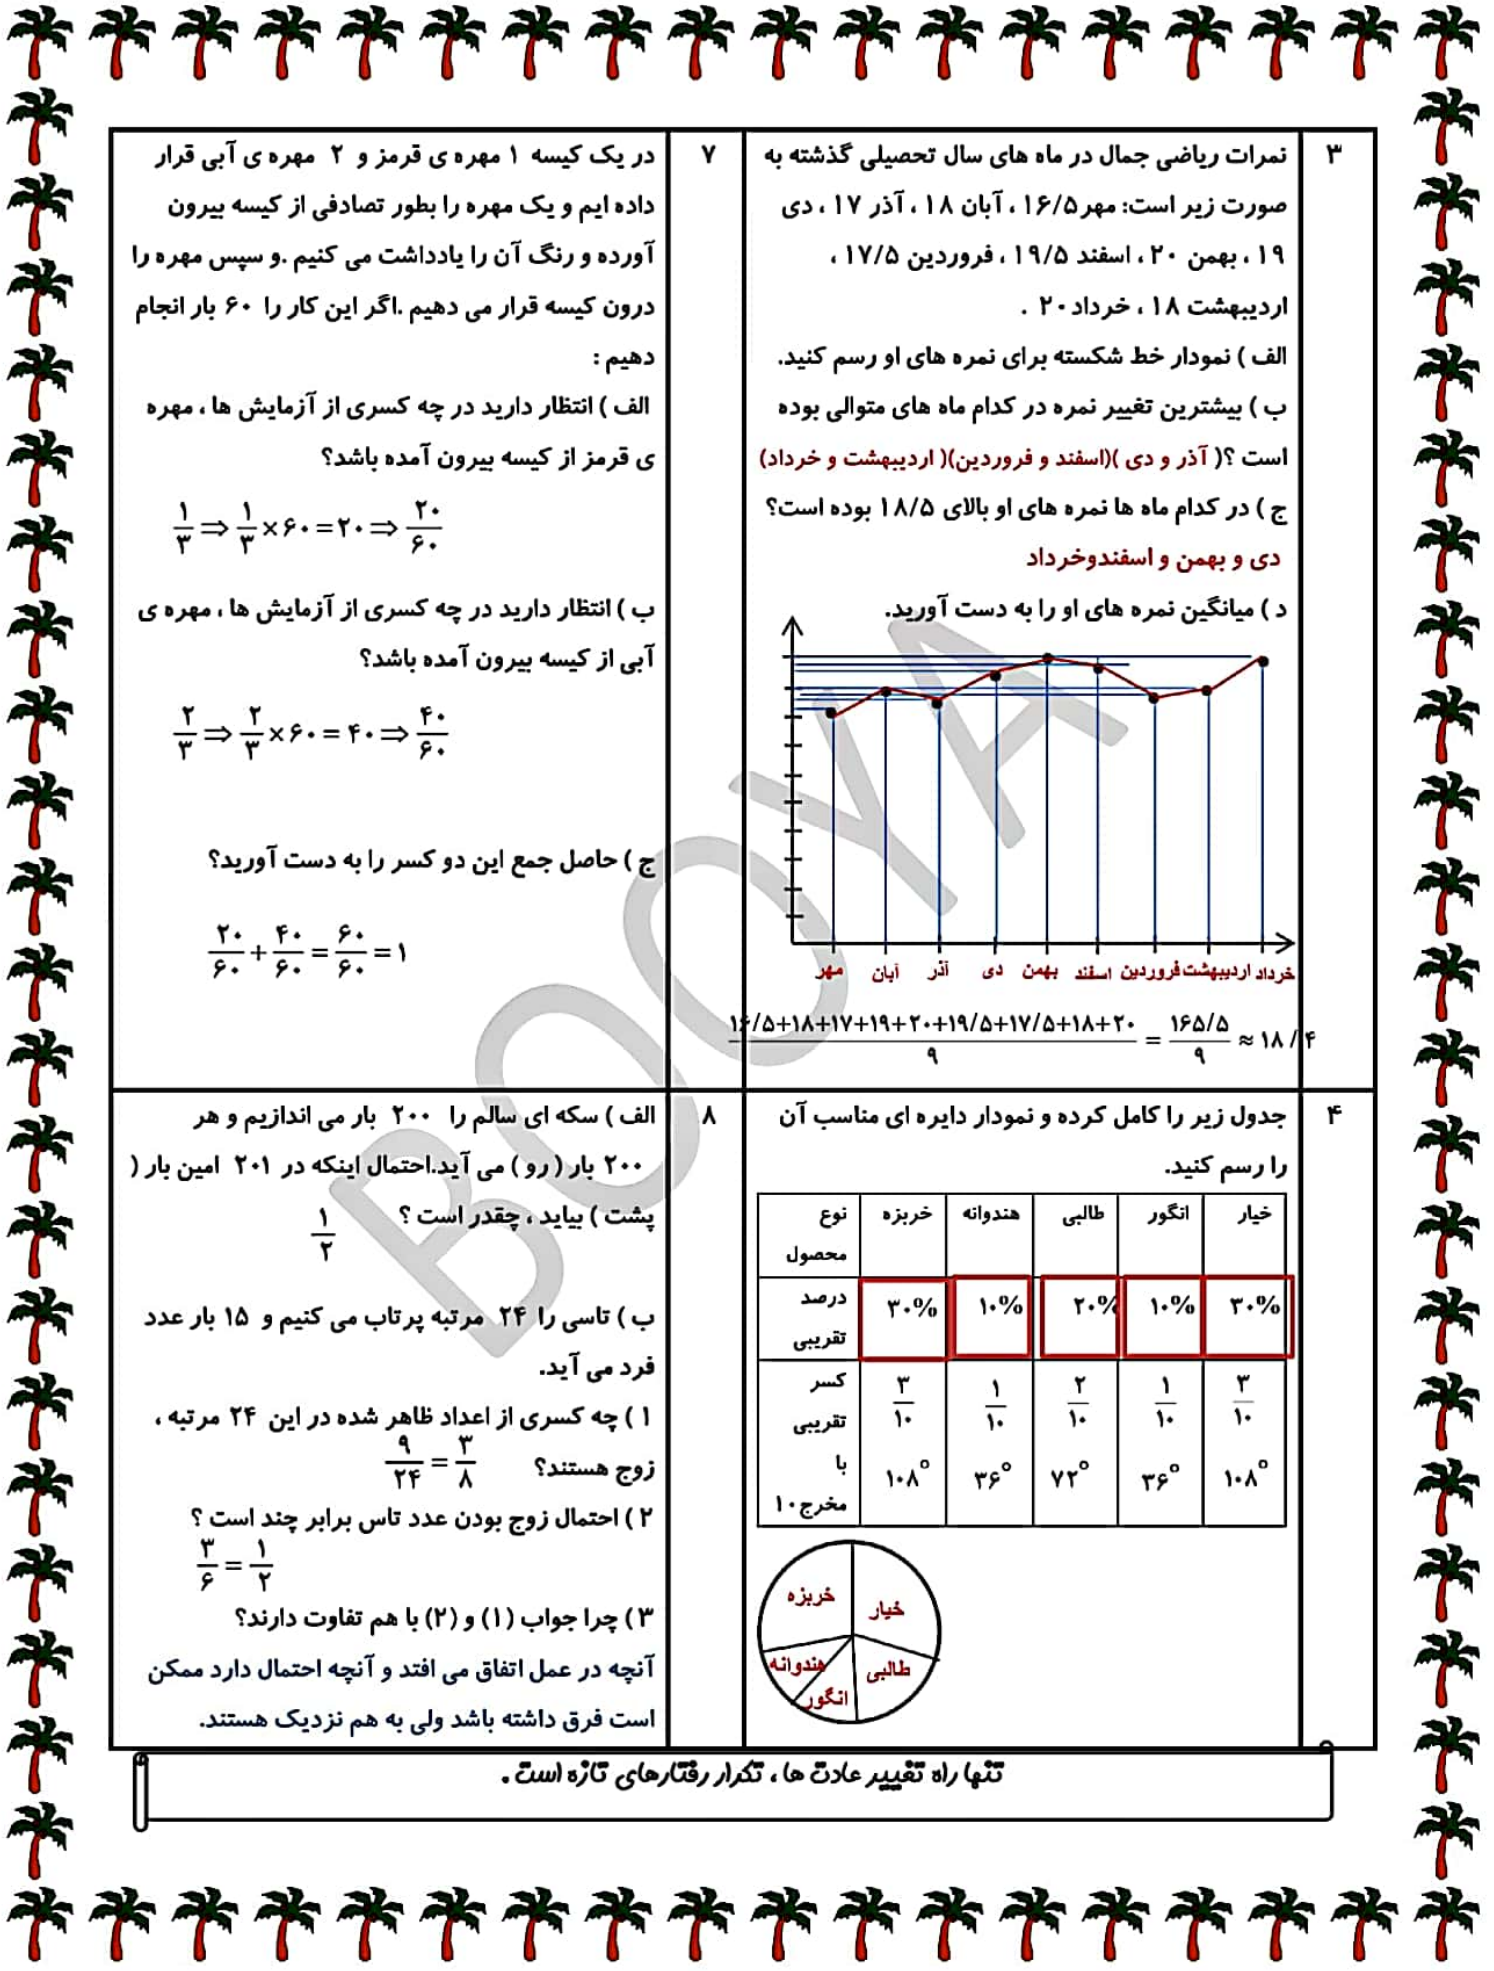 ۳
نمرات ریاضی جمال در ماه های سال تحصیلی گذشته به
صورت زیر است: مهر۱۶/۵ ، آبان ۱۸ ، آذر ۱۷ ، دی
۱۹ ، بهمن ۲۰ ، اسفند ۱۹/۵ ، فروردین ۱۷/۵ ،
اردیبهشت ۱۸ ، خرداد۲۰ .
الف ) نمودار خط شکسته برای نمره های او رسم کنید.
ب ) بیشترین تغییر نمره در کدام ماه های متوالی بوده
است ؟( آذر و دی )(اسفند و فروردین)( اردیبهشت و خرداد)
ج ) در کدام ماه ها نمره های او بالای ۱۸/۵ بوده است؟
دی و بهمن و اسفندوخرداد
د ) میانگین نمره های او را به دست آورید.
مهر آبان آذر دی بهمن اسفند فروردین اردیبهشت خرداد
۱۶/۵+۱۸+۱۷+۱۹+۲۰+۱۹/۵+۱۷/۵+۱۸+۲۰ / ۹ = ۱۶۵/۵ / ۹ ≈ ۱۸/۴
۷
در یک کیسه ۱ مهره ی قرمز و ۲ مهره ی آبی قرار
داده ایم و یک مهره را بطور تصادفی از کیسه بیرون
آورده و رنگ آن را یادداشت می کنیم .و سپس مهره را
درون کیسه قرار می دهیم .اگر این کار را ۶۰ بار انجام
دهیم :
الف ) انتظار دارید در چه کسری از آزمایش ها ، مهره
ی قرمز از کیسه بیرون آمده باشد؟
۱/۳ ⇒ ۱/۳ × ۶۰ = ۲۰ ⇒ ۲۰/۶۰
ب ) انتظار دارید در چه کسری از آزمایش ها ، مهره ی
آبی از کیسه بیرون آمده باشد؟
۲/۳ ⇒ ۲/۳ × ۶۰ = ۴۰ ⇒ ۴۰/۶۰
ج ) حاصل جمع این دو کسر را به دست آورید؟
۲۰/۶۰ + ۴۰/۶۰ = ۶۰/۶۰ = ۱
۴
جدول زیر را کامل کرده و نمودار دایره ای مناسب آن
را رسم کنید.
نوع محصول خربزه هندوانه طالبی انگور خیار
درصد تقریبی ۳۰% ۱۰% ۲۰% ۱۰% ۳۰%
کسر تقریبی با مخرج۱۰ ۳/۱۰ ۱/۱۰ ۲/۱۰ ۱/۱۰ ۳/۱۰
۱۰۸° ۳۶° ۷۲° ۳۶° ۱۰۸°
خربزه خیار
هندوانه طالبی
انگور
۸
الف ) سکه ای سالم را ۲۰۰ بار می اندازیم و هر
۲۰۰ بار ( رو ) می آید.احتمال اینکه در ۲۰۱ امین بار (
پشت ) بیاید ، چقدر است ؟ ۱/۲
ب ) تاسی را ۲۴ مرتبه پرتاب می کنیم و ۱۵ بار عدد
فرد می آید.
۱ ) چه کسری از اعداد ظاهر شده در این ۲۴ مرتبه ،
زوج هستند؟ ۹/۲۴ = ۳/۸
۲ ) احتمال زوج بودن عدد تاس برابر چند است ؟
۳/۶ = ۱/۲
۳ ) چرا جواب (۱) و (۲) با هم تفاوت دارند؟
آنچه در عمل اتفاق می افتد و آنچه احتمال دارد ممکن
است فرق داشته باشد ولی به هم نزدیک هستند.
تنها راه تغییر عادت ها ، تکرار رفتارهای تازه است .
BOOYA